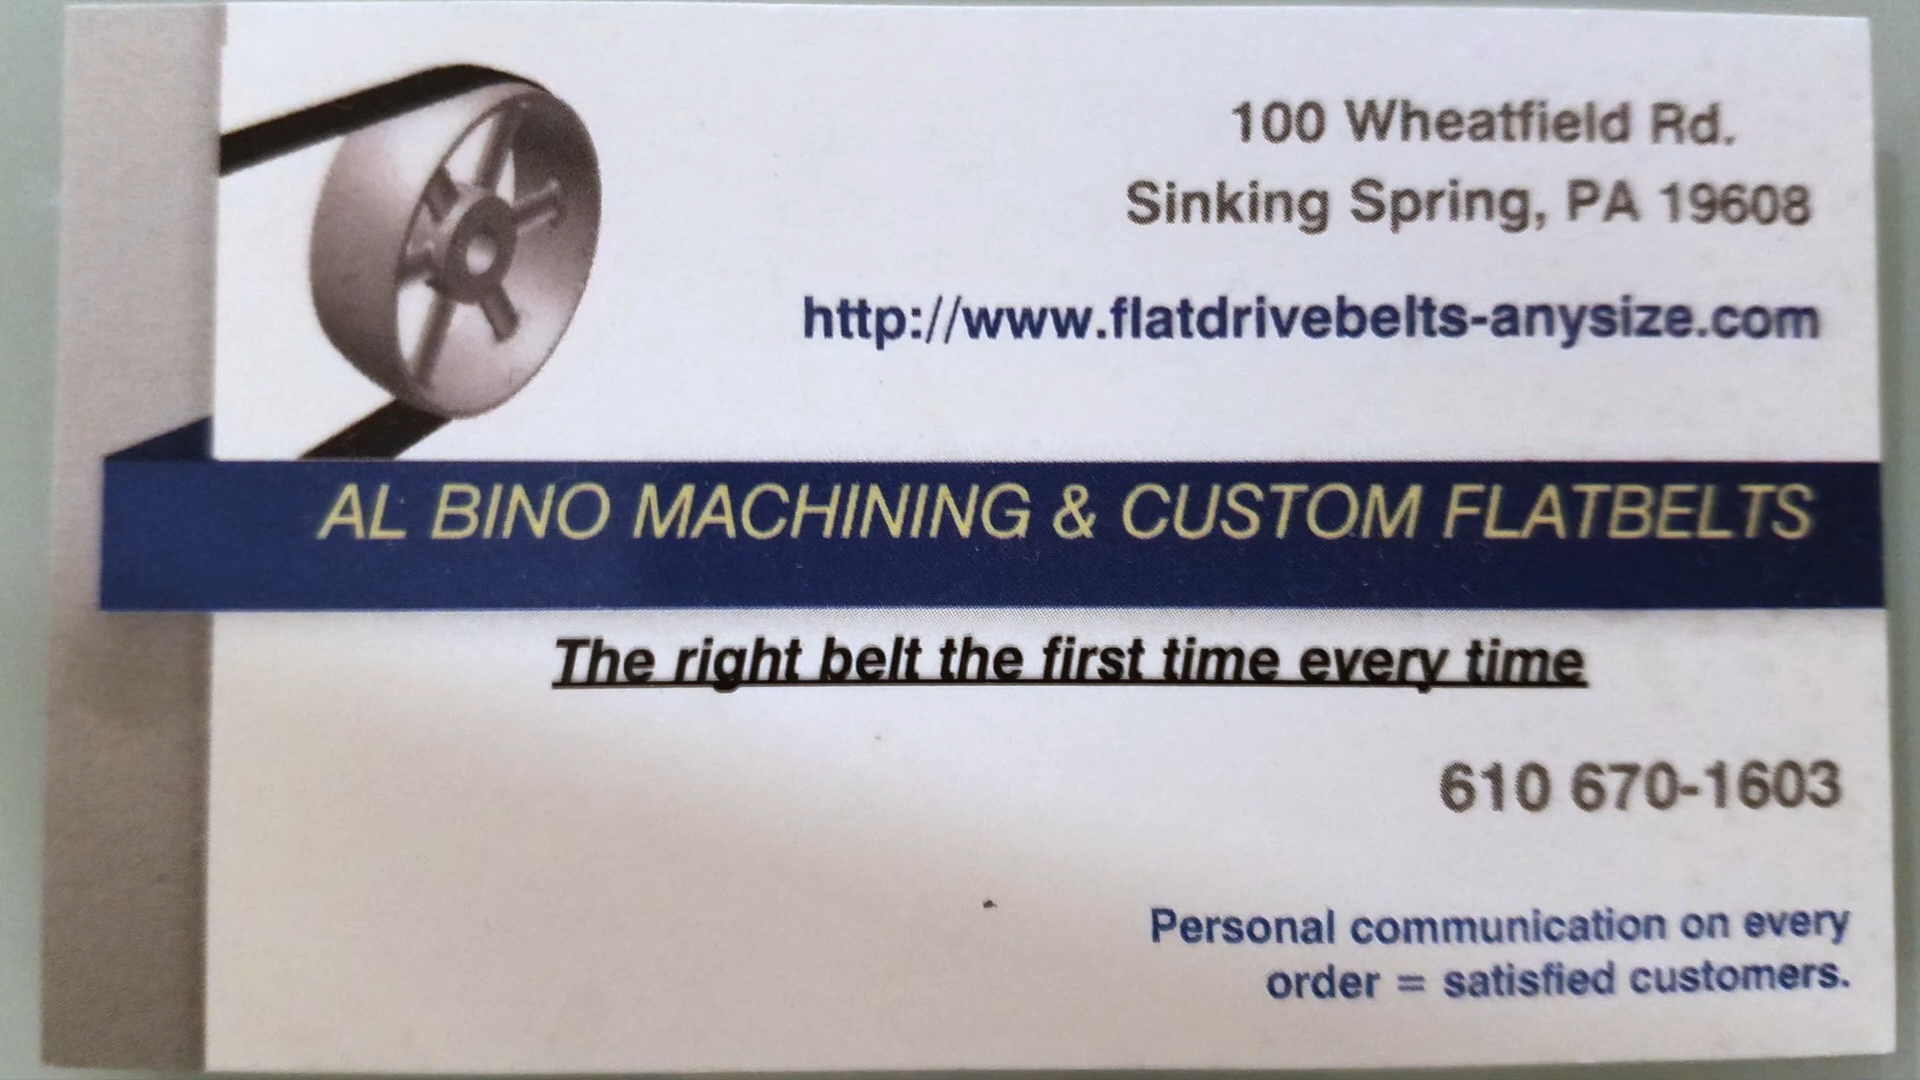 100 Wheatfield Rd.
Sinking Spring, PA 19608
http://www.flatdrivebelts-anysize.com
AL BINO MACHINING & CUSTOM FLATBELTS
The right belt the first time every time
610 670-1603
Personal communication on every
order = satisfied customers.